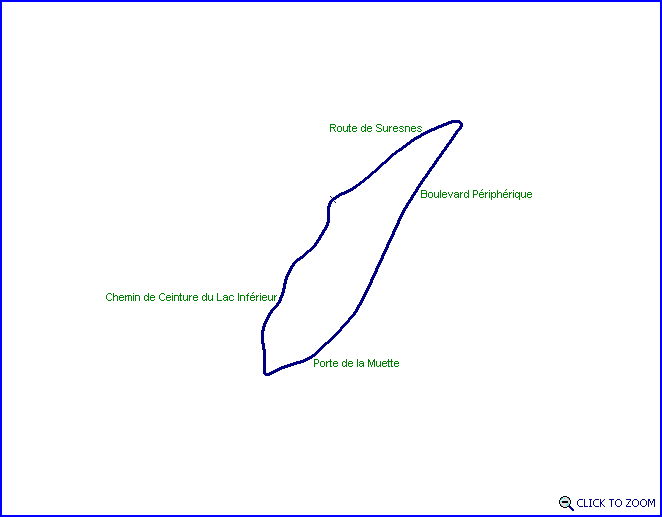 Route de Suresnes
Boulevard Périphérique
Chemin de Ceinture du Lac Inférieur
Porte de la Muette
CLICK TO ZOOM